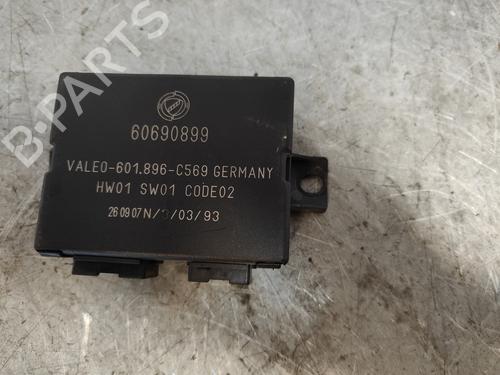 60690899
VALEO-601.896-C569 GERMANY
HW01 SW01 CODE02
B-PARTS